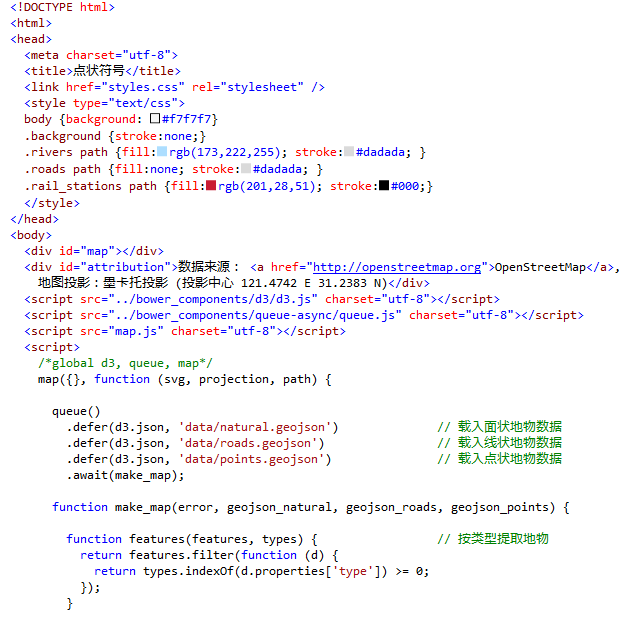 <!DOCTYPE html>
<html>
<head>
  <meta charset="utf-8">
  <title>点状符号</title>
  <link href="styles.css" rel="stylesheet" />
  <style type="text/css">
  body {background: #f7f7f7}
  .background {stroke:none;}
  .rivers path {fill:rgb(173,222,255); stroke:#dadada; }
  .roads path {fill:none; stroke:#dadada; }
  .rail_stations path {fill:rgb(201,28,51); stroke:#000;}
  </style>
</head>
<body>
  <div id="map"></div>
  <div id="attribution">数据来源： <a href="http://openstreetmap.org">OpenStreetMap</a>,
    地图投影：墨卡托投影 (投影中心 121.4742 E 31.2383 N)</div>
  <script src="../bower_components/d3/d3.js" charset="utf-8"></script>
  <script src="../bower_components/queue-async/queue.js" charset="utf-8"></script>
  <script src="map.js" charset="utf-8"></script>
  <script>
    /*global d3, queue, map*/
    map({}, function (svg, projection, path) {
      queue()
        .defer(d3.json, 'data/natural.geojson')              // 载入面状地物数据
        .defer(d3.json, 'data/roads.geojson')                // 载入线状地物数据
        .defer(d3.json, 'data/points.geojson')               // 载入点状地物数据
        .await(make_map);
      function make_map(error, geojson_natural, geojson_roads, geojson_points) {
        function features(features, types) {                 // 按类型提取地物
          return features.filter(function (d) {
            return types.indexOf(d.properties['type']) >= 0;
          });
        }